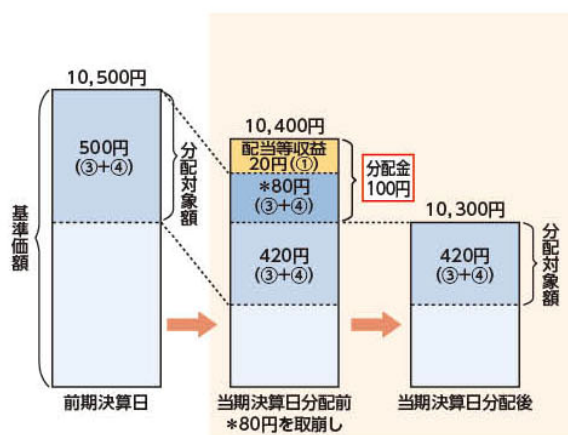 10,500円
500円
(③+④)
分配対象額
基準価額
前期決算日
10,400円
配当等収益
20円(①)
*80円
(③+④)
420円
(③+④)
分配金
100円
当期決算日分配前
*80円を取崩し
10,300円
420円
(③+④)
分配対象額
当期決算日分配後